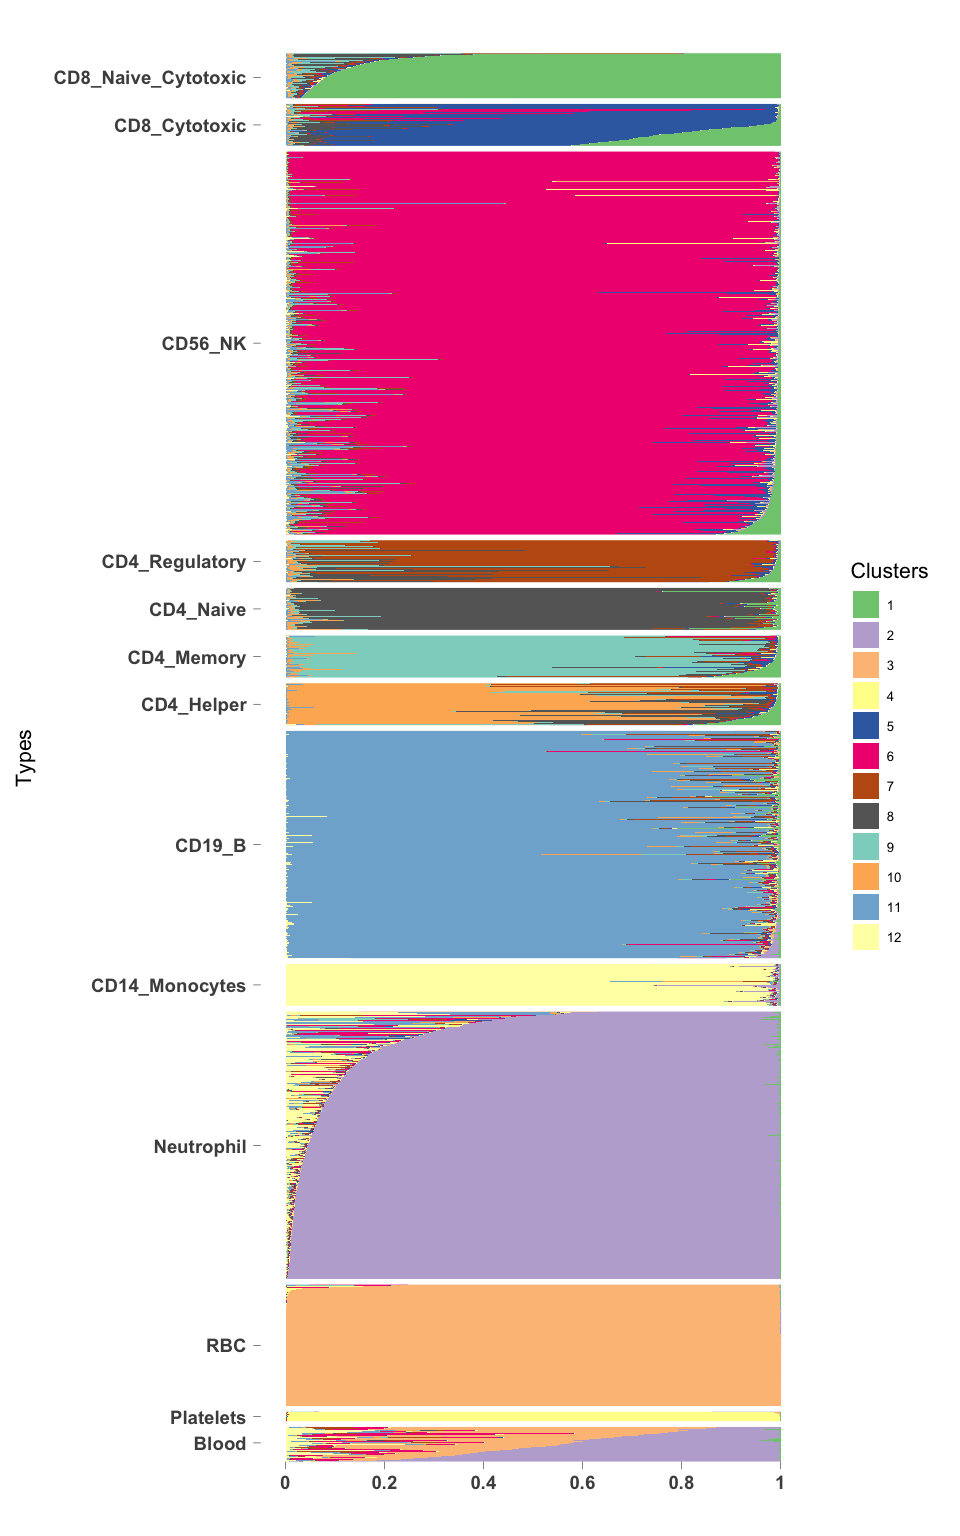 CD8_Naive_Cytotoxic
CD8_Cytotoxic
CD56_NK
CD4_Regulatory
CD4_Naive
CD4_Memory
CD4_Helper
CD19_B
CD14_Monocytes
Neutrophil
RBC
Platelets
Blood
Types
0 0.2 0.4 0.6 0.8 1
Clusters
1
2
3
4
5
6
7
8
9
10
11
12